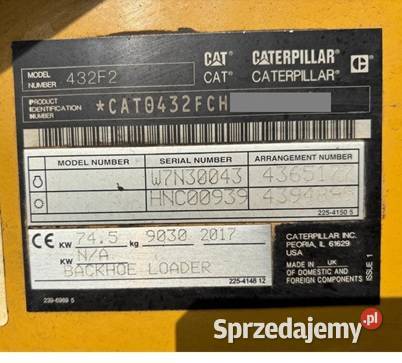 CAT CATERPILLAR C
CAT® CATERPILLAR®
MODEL NUMBER 432F2
PRODUCT IDENTIFICATION NUMBER *CAT0432FCH
MODEL NUMBER SERIAL NUMBER ARRANGEMENT NUMBER
W7N30043
HNC00939
225-4150 5
CE KW 74.5 kg 9030 2017
KW N/A
BACKHOE LOADER
225-4148 12
239-6969 5
CATERPILLAR INC.
PEORIA, IL 61629
USA
MADE IN UK
OF DOMESTIC AND
FOREIGN COMPONENTS
ISSUE 1
Sprzedajemy.pl